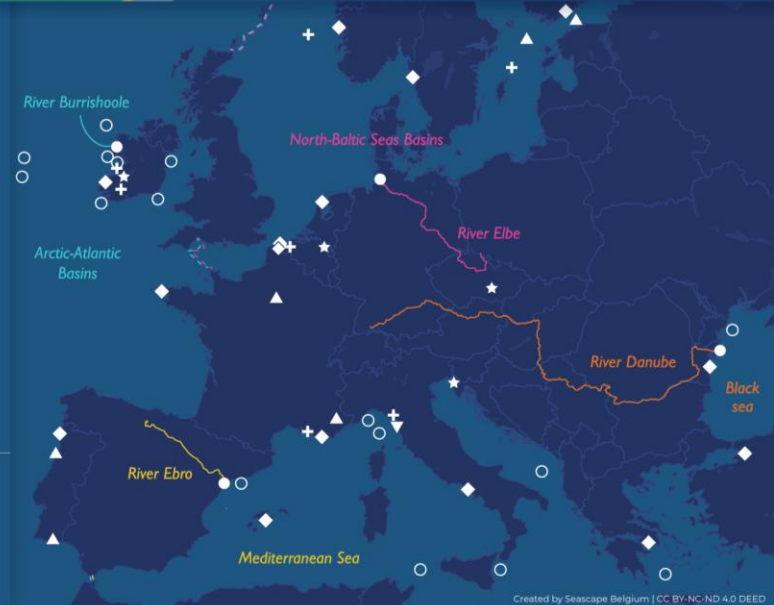 River Burrishoole
North-Baltic Seas Basins
River Elbe
Arctic-Atlantic
Basins
River Danube
Black
sea
River Ebro
Mediterranean Sea
Created by Seascape Belgium | CC BY-NC-ND 4.0 DEED